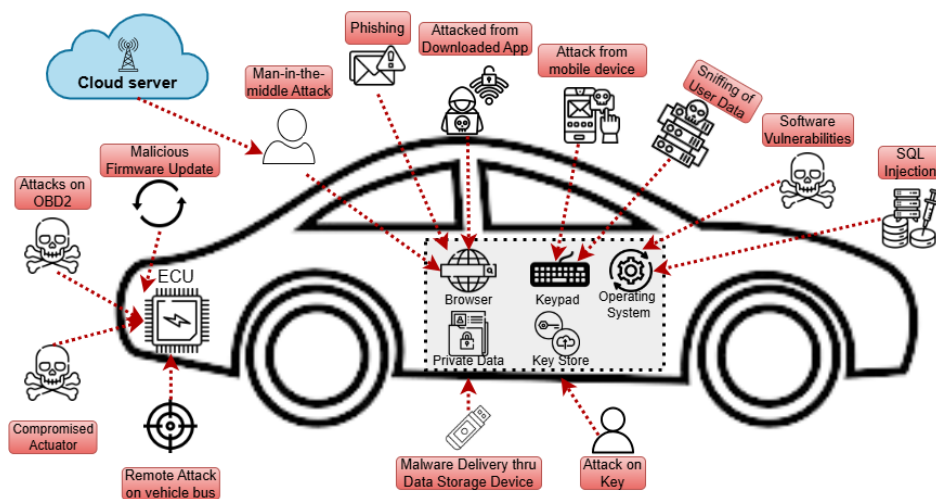 Cloud server
Man-in-the-
middle Attack
Phishing
Attacked from
Downloaded App
Attack from
mobile device
Sniffing of
User Data
Software
Vulnerabilities
SQL
Injection
Malicious
Firmware Update
Attacks on
OBD2
ECU
Browser
Keypad
Operating
System
Private Data
Key Store
Compromised
Actuator
Remote Attack
on vehicle bus
Malware Delivery thru
Data Storage Device
Attack on
Key